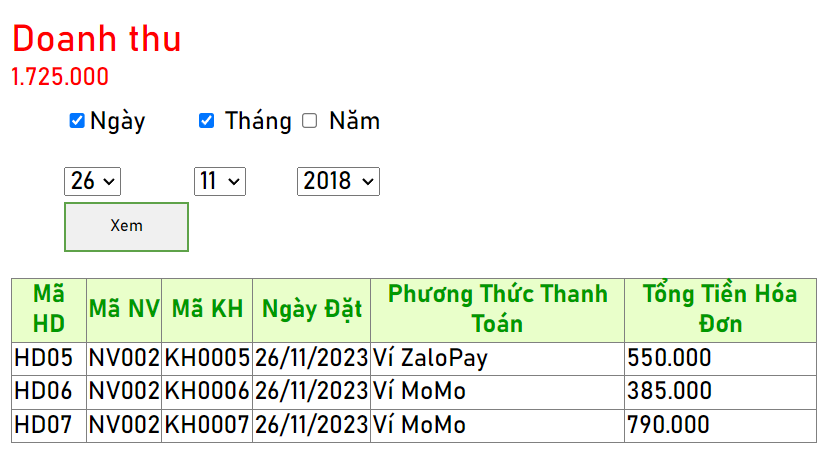 Doanh thu
1.725.000
Ngày Tháng Năm
26 11 2018
Xem
Mã HD Mã NV Mã KH Ngày Đặt Phương Thức Thanh Toán Tổng Tiền Hóa Đơn
HD05 NV002 KH0005 26/11/2023 Ví ZaloPay 550.000
HD06 NV002 KH0006 26/11/2023 Ví MoMo 385.000
HD07 NV002 KH0007 26/11/2023 Ví MoMo 790.000